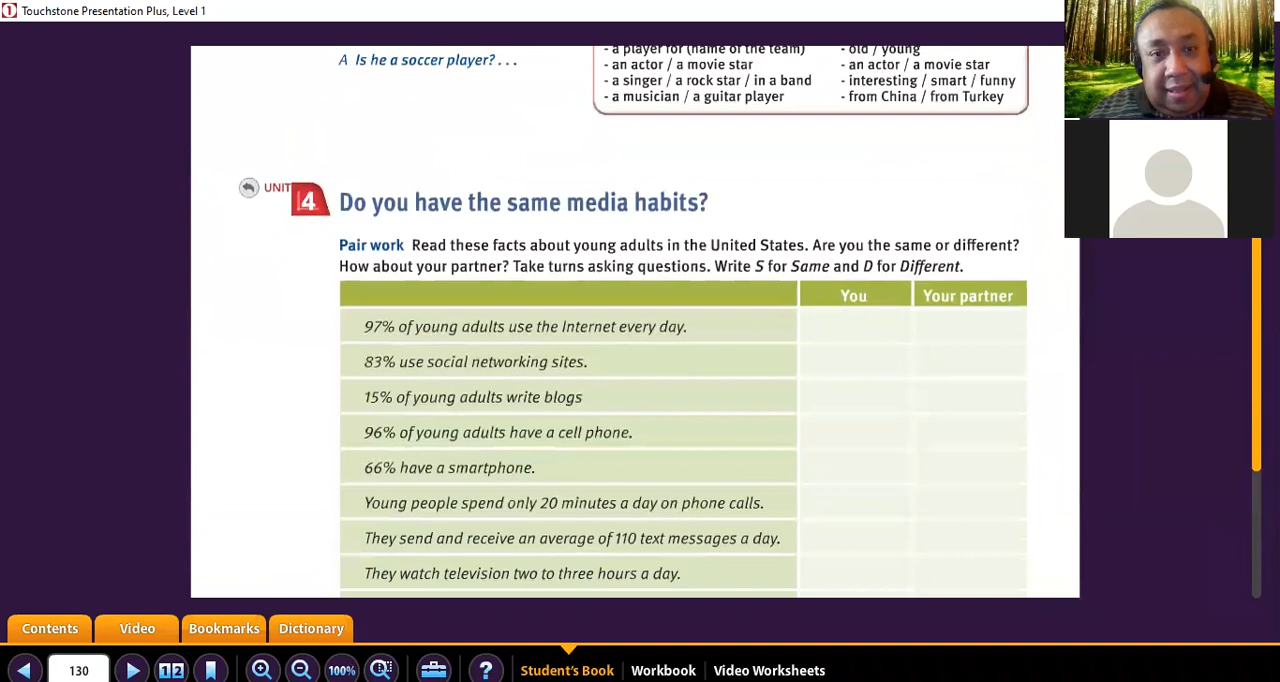 Touchstone Presentation Plus, Level 1
A Is he a soccer player? . . .
- a player for (name of the team)
- an actor / a movie star
- a singer / a rock star / in a band
- a musician / a guitar player
- old / young
- an actor / a movie star
- interesting / smart / funny
- from China / from Turkey
UNIT 4 Do you have the same media habits?
Pair work Read these facts about young adults in the United States. Are you the same or different?
How about your partner? Take turns asking questions. Write S for Same and D for Different.
You Your partner
97% of young adults use the Internet every day.
83% use social networking sites.
15% of young adults write blogs
96% of young adults have a cell phone.
66% have a smartphone.
Young people spend only 20 minutes a day on phone calls.
They send and receive an average of 110 text messages a day.
They watch television two to three hours a day.
Contents Video Bookmarks Dictionary
130 1 2 100% ? Student's Book Workbook Video Worksheets